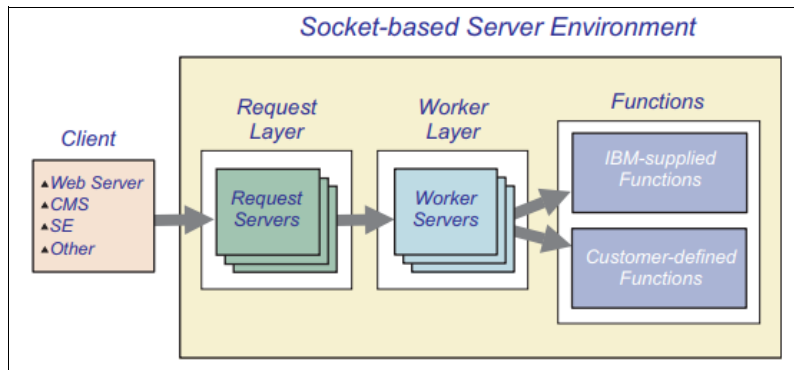 Socket-based Server Environment
Client
▲Web Server
▲CMS
▲SE
▲Other
Request
Layer
Request
Servers
Worker
Layer
Worker
Servers
Functions
IBM-supplied
Functions
Customer-defined
Functions